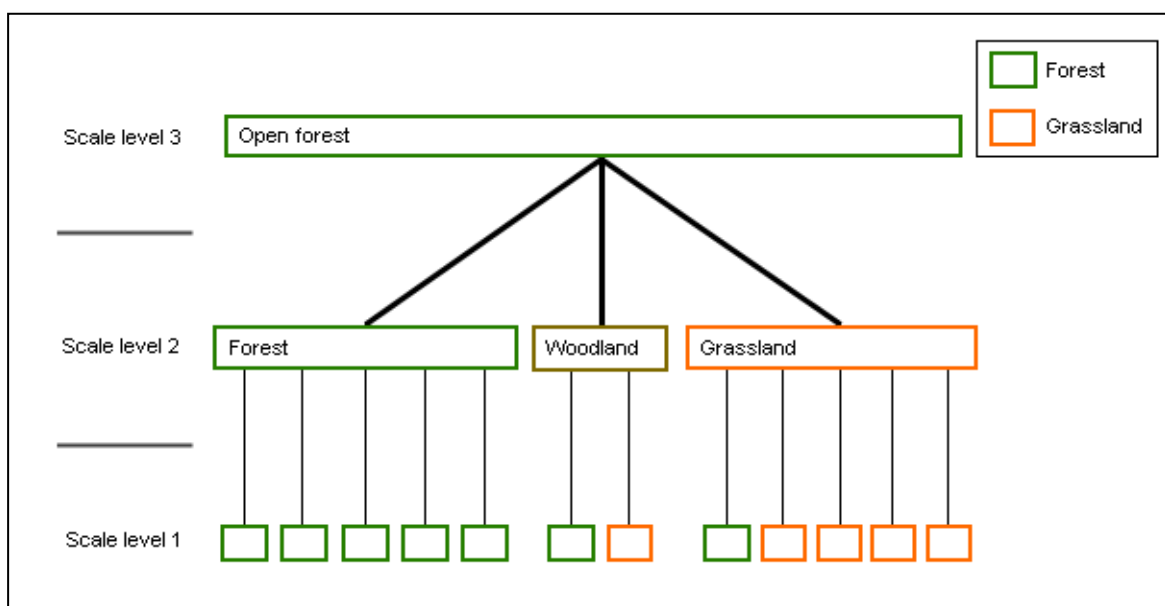 Forest
Grassland
Scale level 3
Open forest
Scale level 2
Forest
Woodland
Grassland
Scale level 1